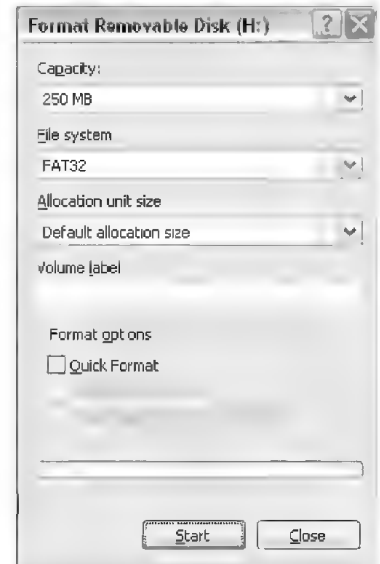 Format Removable Disk (H:)
?
Capacity:
250 MB
File system
FAT32
Allocation unit size
Default allocation size
Volume label
Format options
Quick Format
Start
Close